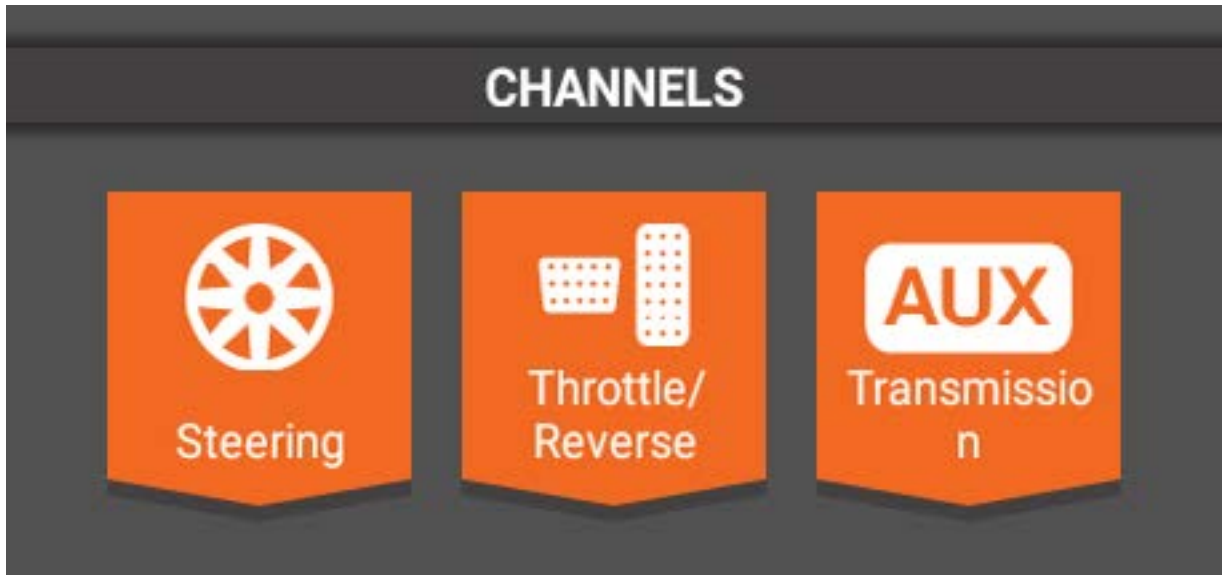 CHANNELS
Steering
Throttle/
Reverse
AUX
Transmissio
n